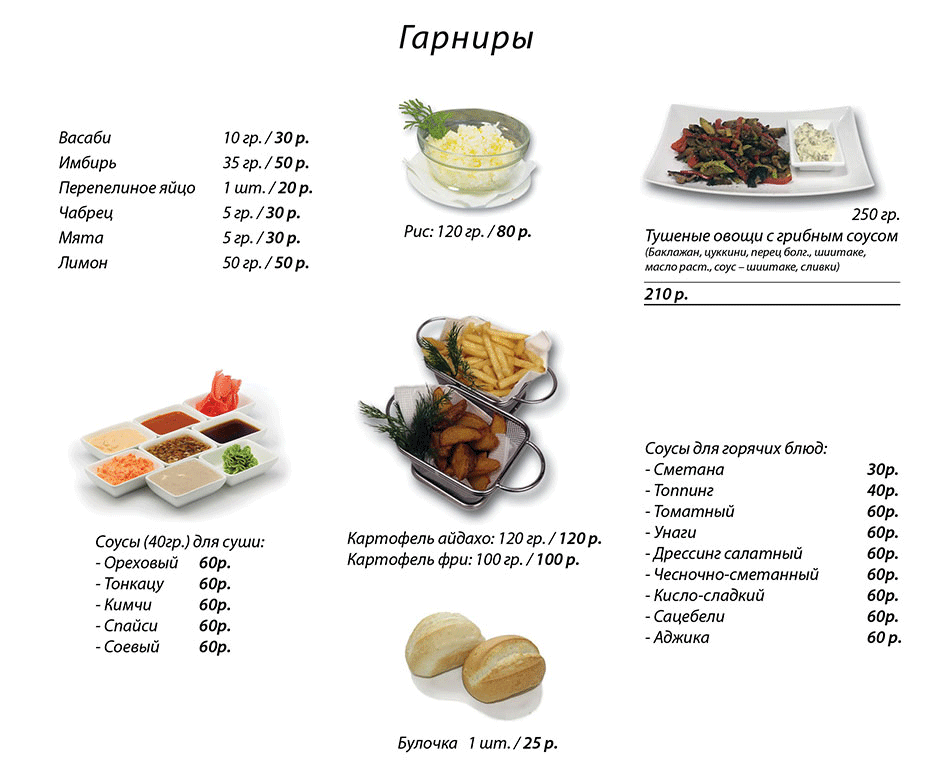 Гарниры
Васаби 10 гр. / 30 р.
Имбирь 35 гр. / 50 р.
Перепелиное яйцо 1 шт. / 20 р.
Чабрец 5 гр. / 30 р.
Мята 5 гр. / 30 р.
Лимон 50 гр. / 50 р.
Рис: 120 гр. / 80 р.
250 гр.
Тушеные овощи с грибным соусом
(Баклажан, цуккини, перец болг., шиитаке,
масло раст., соус – шиитаке, сливки)
210 р.
Соусы (40гр.) для суши:
- Ореховый 60р.
- Тонкацу 60р.
- Кимчи 60р.
- Спайси 60р.
- Соевый 60р.
Картофель айдахо: 120 гр. / 120 р.
Картофель фри: 100 гр. / 100 р.
Соусы для горячих блюд:
- Сметана 30р.
- Топпинг 40р.
- Томатный 60р.
- Унаги 60р.
- Дрессинг салатный 60р.
- Чесночно-сметанный 60р.
- Кисло-сладкий 60р.
- Сацебели 60р.
- Аджика 60 р.
Булочка 1 шт. / 25 р.